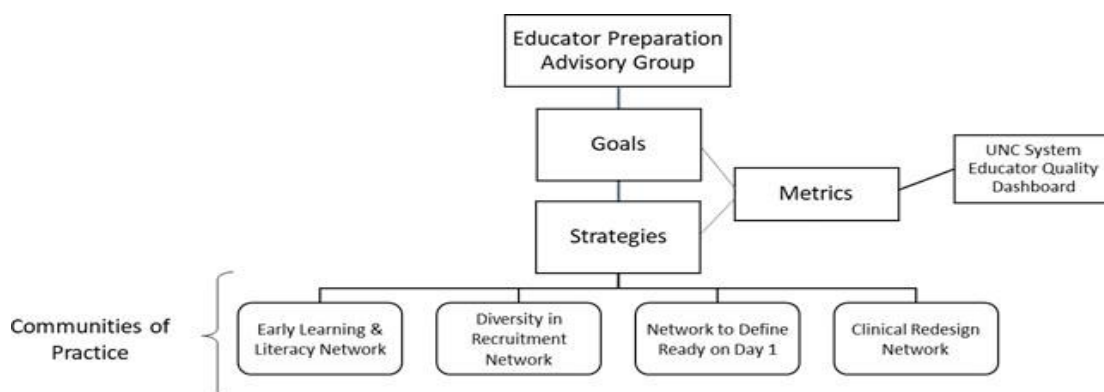 Educator Preparation
Advisory Group
Goals
UNC System
Educator Quality
Dashboard
Metrics
Strategies
Communities of
Practice
Early Learning &
Literacy Network
Diversity in
Recruitment
Network
Network to Define
Ready on Day 1
Clinical Redesign
Network